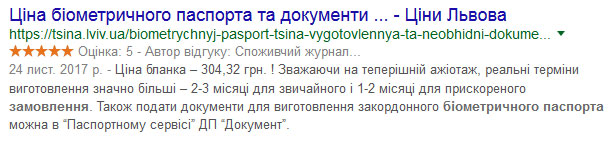 Ціна біометричного паспорта та документи ... - Ціни Львова
https://tsina.lviv.ua/biometrychnyj-pasport-tsina-vygotovlennya-ta-neobhidni-dokume...
Оцінка: 5 - Автор відгуку: Споживчий журнал...
24 лист. 2017 р. - Ціна бланка – 304,32 грн. ! Зважаючи на теперішній ажіотаж, реальні терміни
виготовлення значно більші – 2-3 місяці для звичайного і 1-2 місяці для прискореного
замовлення. Також подати документи для виготовлення закордонного біометричного паспорта
можна в “Паспортному сервісі” ДП “Документ”.